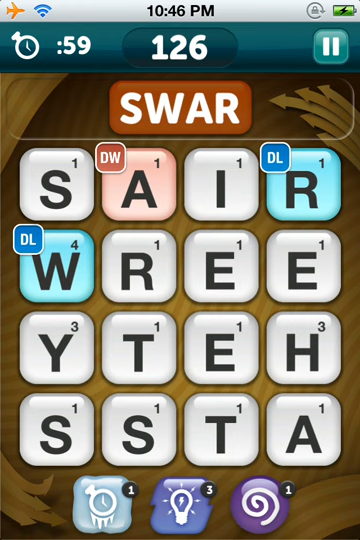 10:46 PM
:59 126
SWAR
S 1 DW A 1 I 1 DL R 1
DL W 4 R 1 E 1 E 1
Y 3 T 1 E 1 H 3
S 1 S 1 T 1 A 1
1 3 1